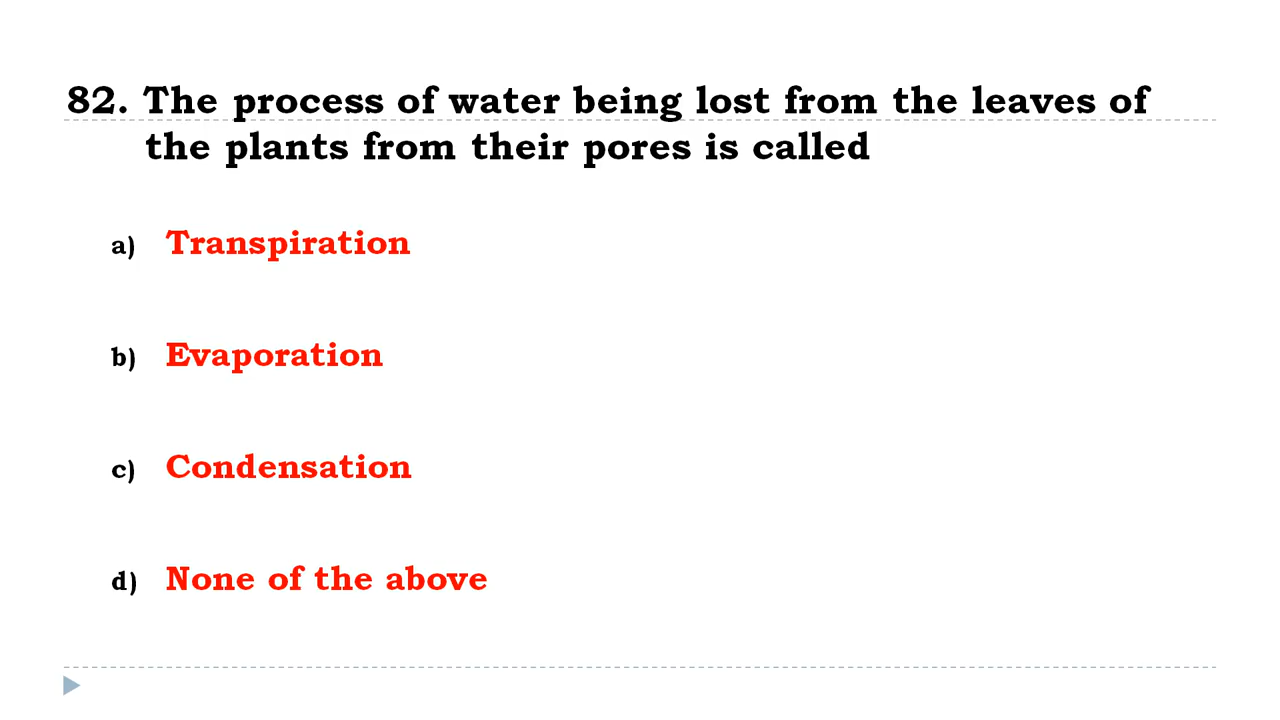 82. The process of water being lost from the leaves of
the plants from their pores is called
a) Transpiration
b) Evaporation
c) Condensation
d) None of the above